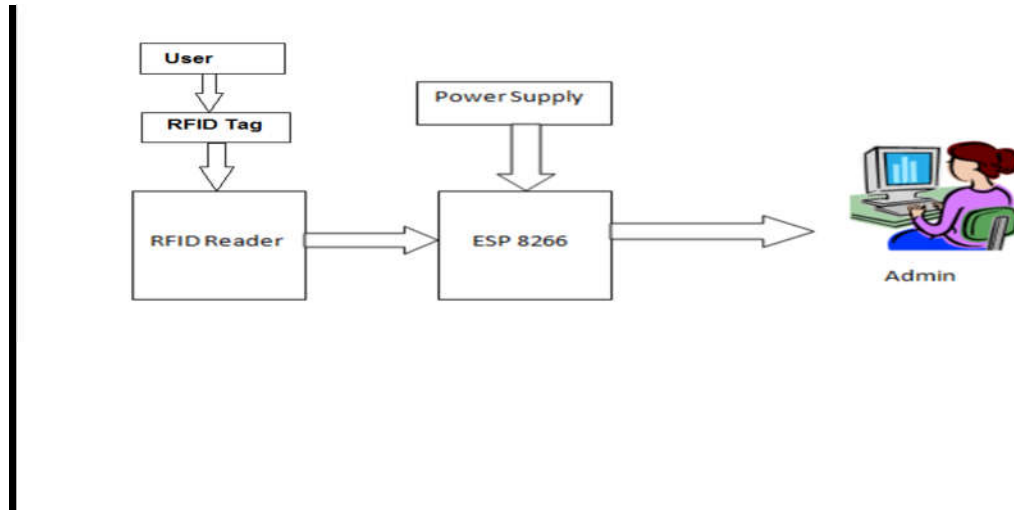 User
RFID Tag
Power Supply
RFID Reader
ESP 8266
Admin